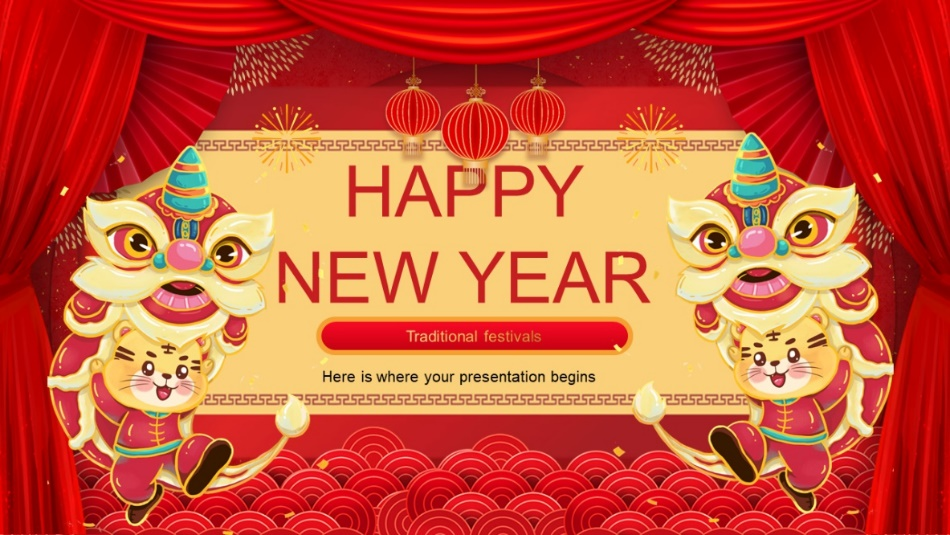 HAPPY
NEW YEAR
Traditional festivals
Here is where your presentation begins